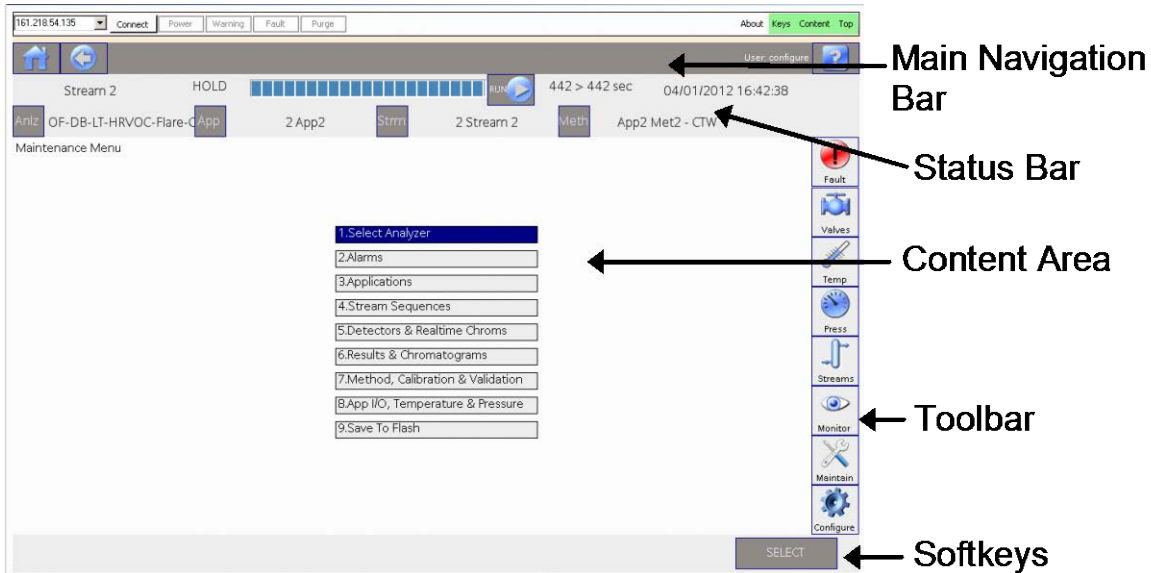 161.218.54.135 Connect Power Warning Fault Purge About Keys Content Top
User: configure
Main Navigation
Bar
Stream 2 HOLD RUN 442 > 442 sec 04/01/2012 16:42:38
Anlz OF-DB-LT-HRVOC-Flare-C App 2 App2 Strm 2 Stream 2 Meth App2 Met2 - CTW
Status Bar
Maintenance Menu
Fault
Valves
Temp
Press
Streams
Monitor
Maintain
Configure
1.Select Analyzer
2.Alarms
3.Applications
4.Stream Sequences
5.Detectors & Realtime Chroms
6.Results & Chromatograms
7.Method, Calibration & Validation
8.App I/O, Temperature & Pressure
9.Save To Flash
Content Area
Toolbar
SELECT
Softkeys